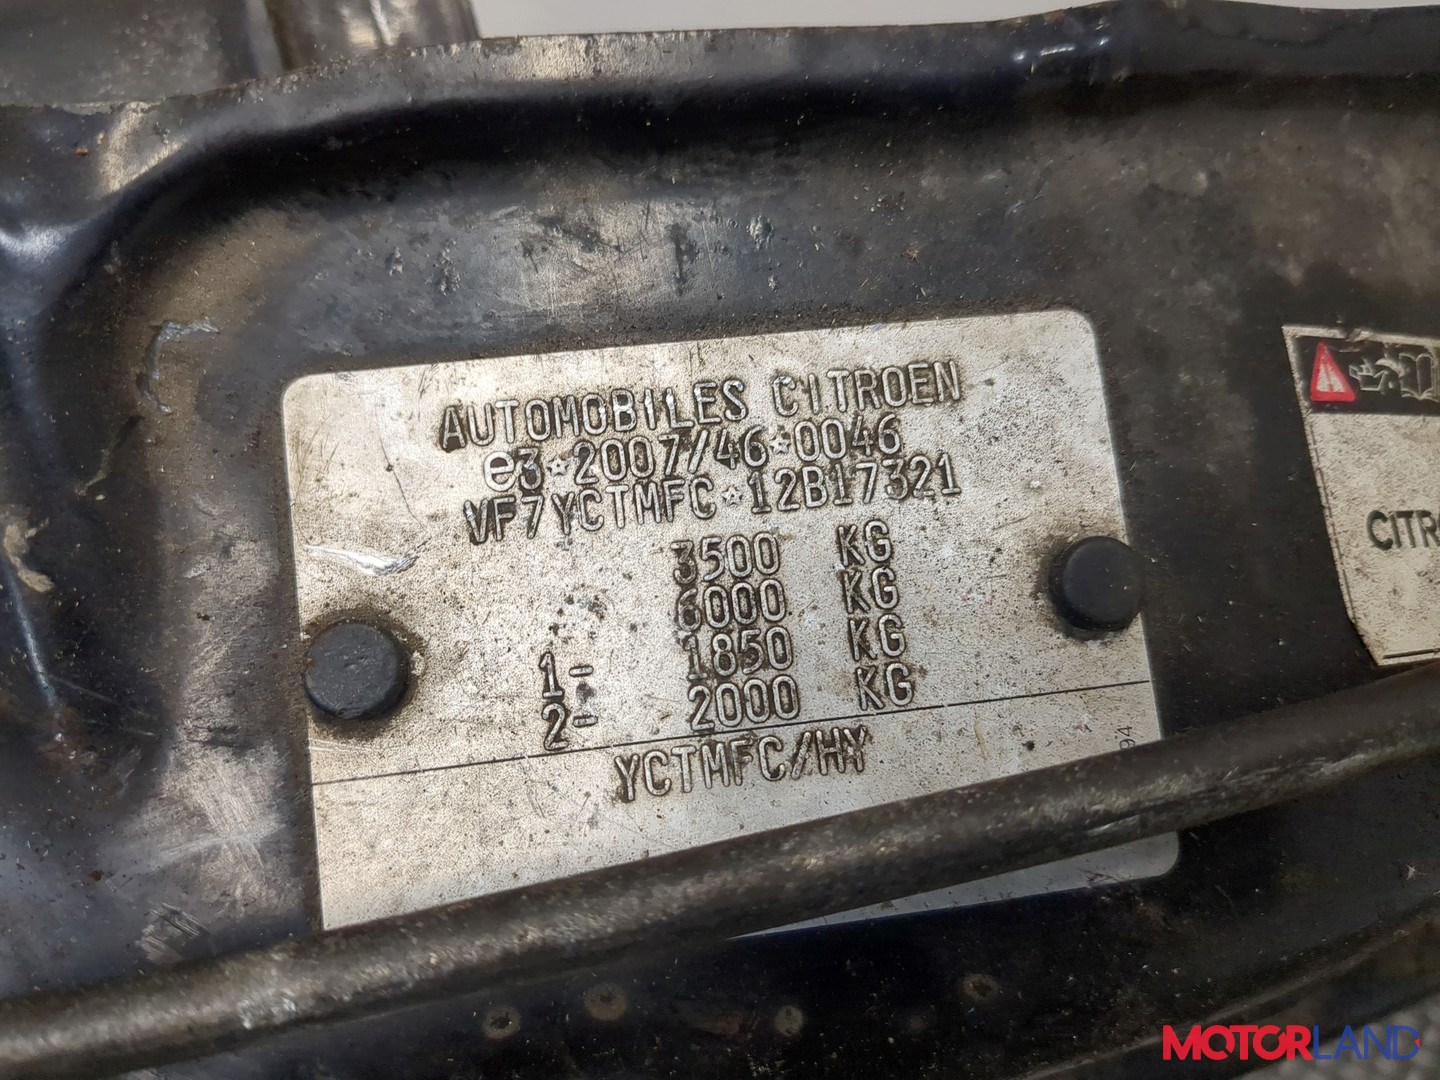 AUTOMOBILES CITROEN
e3*2007/46*0046
VF7YCTMFC*12B17321
3500 KG
6000 KG
1- 1850 KG
2- 2000 KG
YCTMFC/HY
94
CITR
MOTORLAND